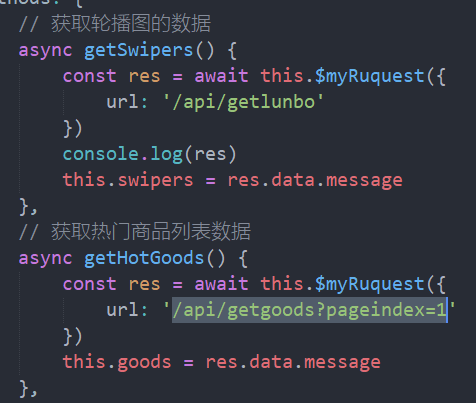 // 获取轮播图的数据
async getSwipers() {
const res = await this.$myRuquest({
url: '/api/getlunbo'
})
console.log(res)
this.swipers = res.data.message
},
// 获取热门商品列表数据
async getHotGoods() {
const res = await this.$myRuquest({
url: '/api/getgoods?pageindex=1'
})
this.goods = res.data.message
},